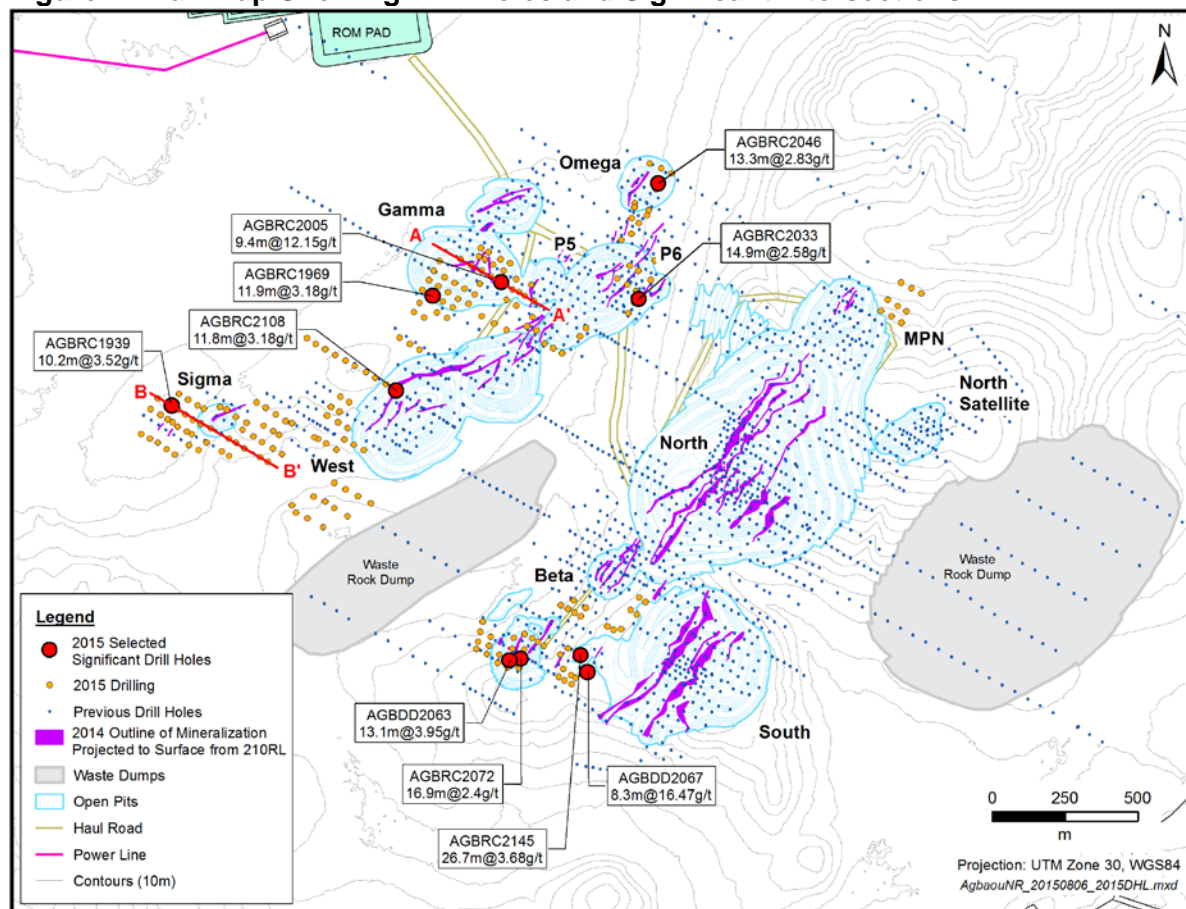 ROM PAD
N
AGBRC2046
13.3m@2.83g/t
Omega
Gamma
AGBRC2005
9.4m@12.15g/t
A
P5
P6
AGBRC2033
14.9m@2.58g/t
AGBRC1969
11.9m@3.18g/t
A'
AGBRC2108
11.8m@3.18g/t
MPN
AGBRC1939
10.2m@3.52g/t
Sigma
B
North
Satellite
North
B'
West
Waste
Rock Dump
Waste
Rock Dump
Beta
South
AGBDD2063
13.1m@3.95g/t
AGBRC2072
16.9m@2.4g/t
AGBDD2067
8.3m@16.47g/t
AGBRC2145
26.7m@3.68g/t
Legend
2015 Selected
Significant Drill Holes
2015 Drilling
Previous Drill Holes
2014 Outline of Mineralization
Projected to Surface from 210RL
Waste Dumps
Open Pits
Haul Road
Power Line
Contours (10m)
0 250 500
m
Projection: UTM Zone 30, WGS84
AgbaouNR_20150806_2015DHL.mxd